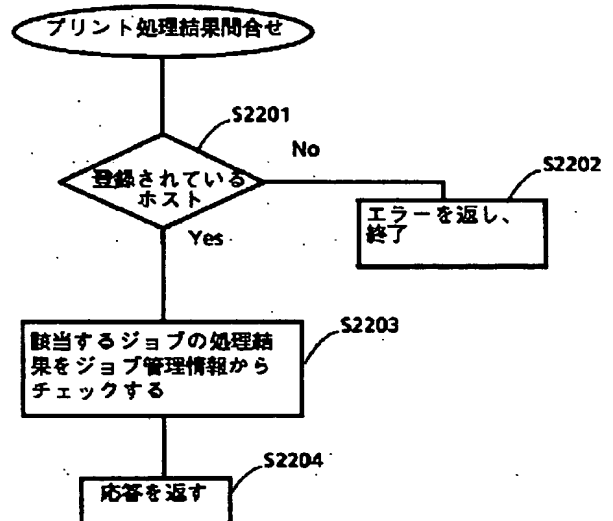 プリント処理結果問合せ
S2201
登録されている
ホスト
No
Yes
S2202
エラーを返し、
終了
S2203
該当するジョブの処理結
果をジョブ管理情報から
チェックする
S2204
応答を返す